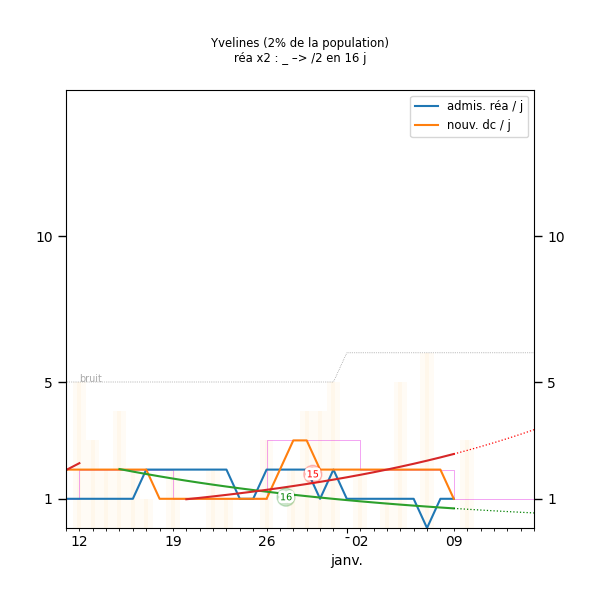 Yvelines (2% de la population)
réa x2 : _ –> /2 en 16 j
admis. réa / j
nouv. dc / j
10
10
bruit
5
5
15
16
1
1
12
19
26
02
09
janv.